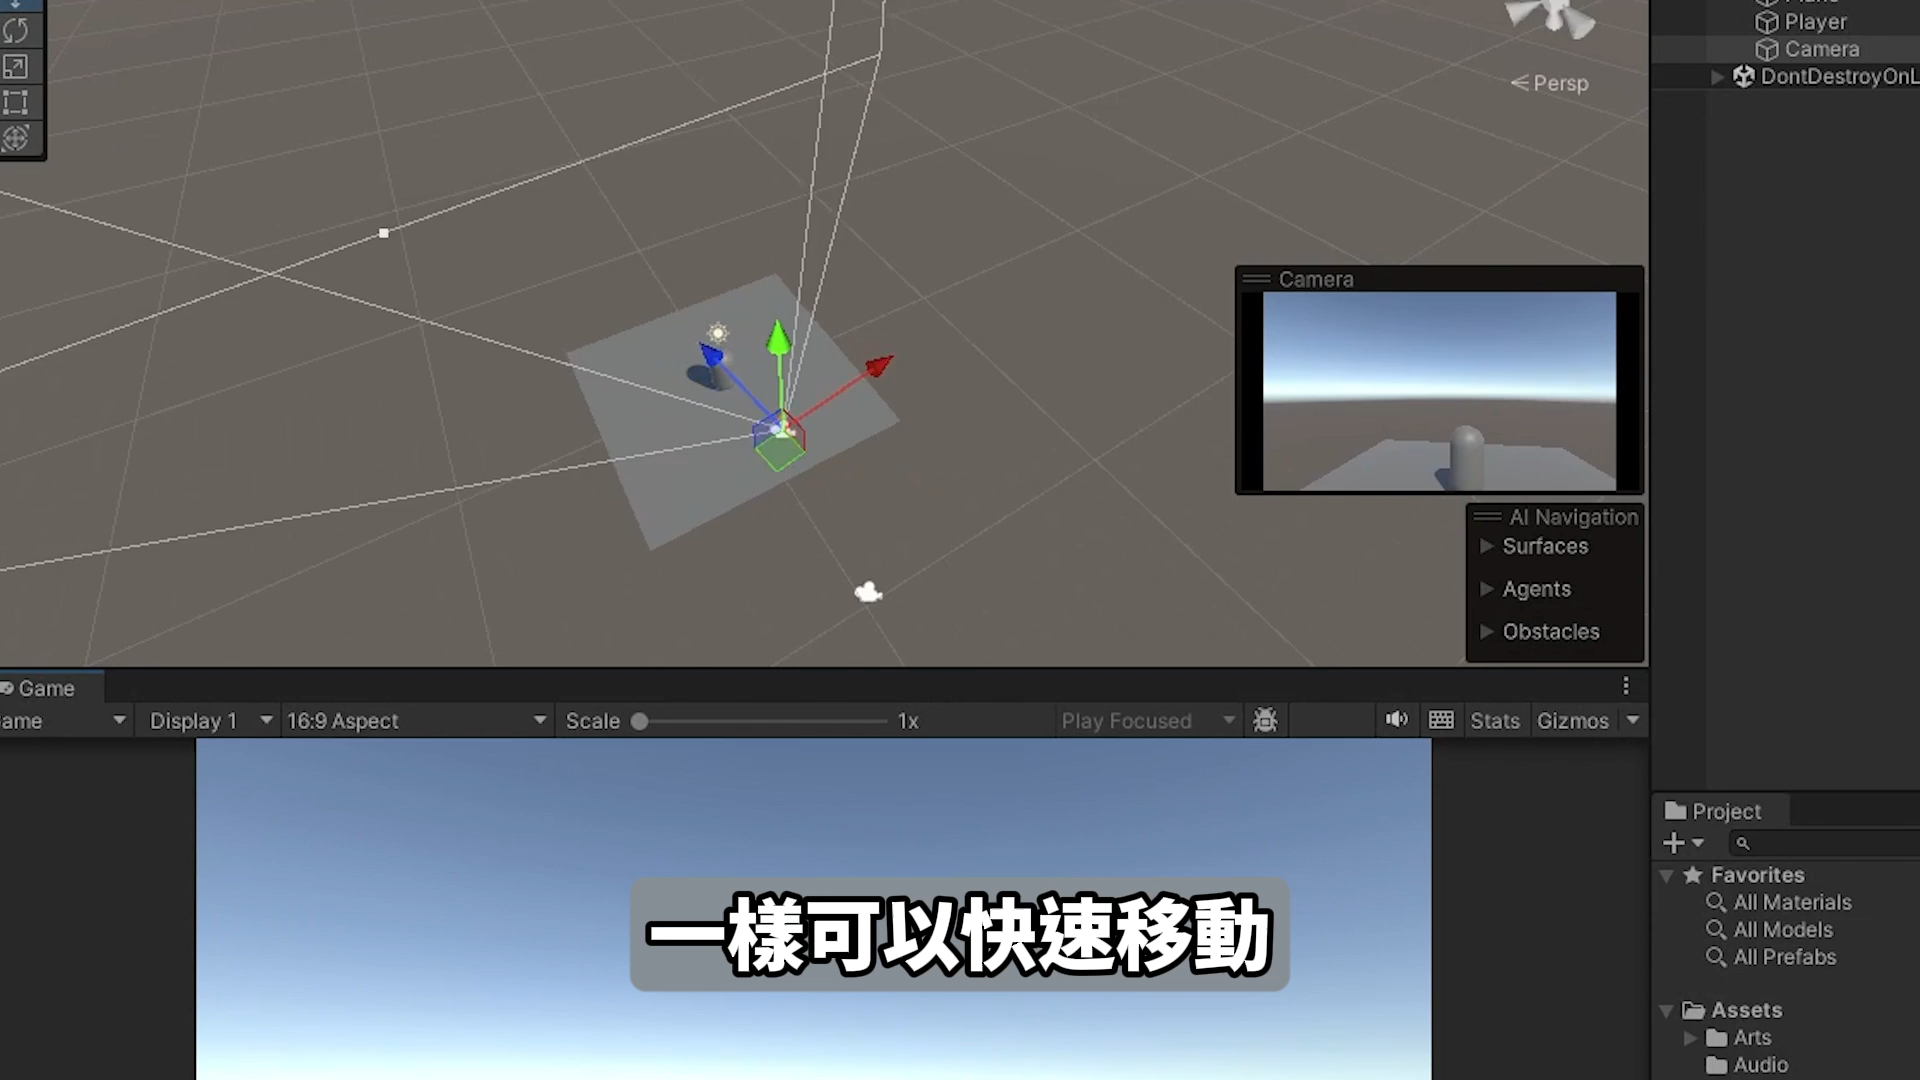 Player
Camera
DontDestroyOnL
Persp
Camera
AI Navigation
Surfaces
Agents
Obstacles
Game
ame
Display 1
16:9 Aspect
Scale
1x
Play Focused
Stats
Gizmos
一樣可以快速移動
Project
Favorites
All Materials
All Models
All Prefabs
Assets
Arts
Audio